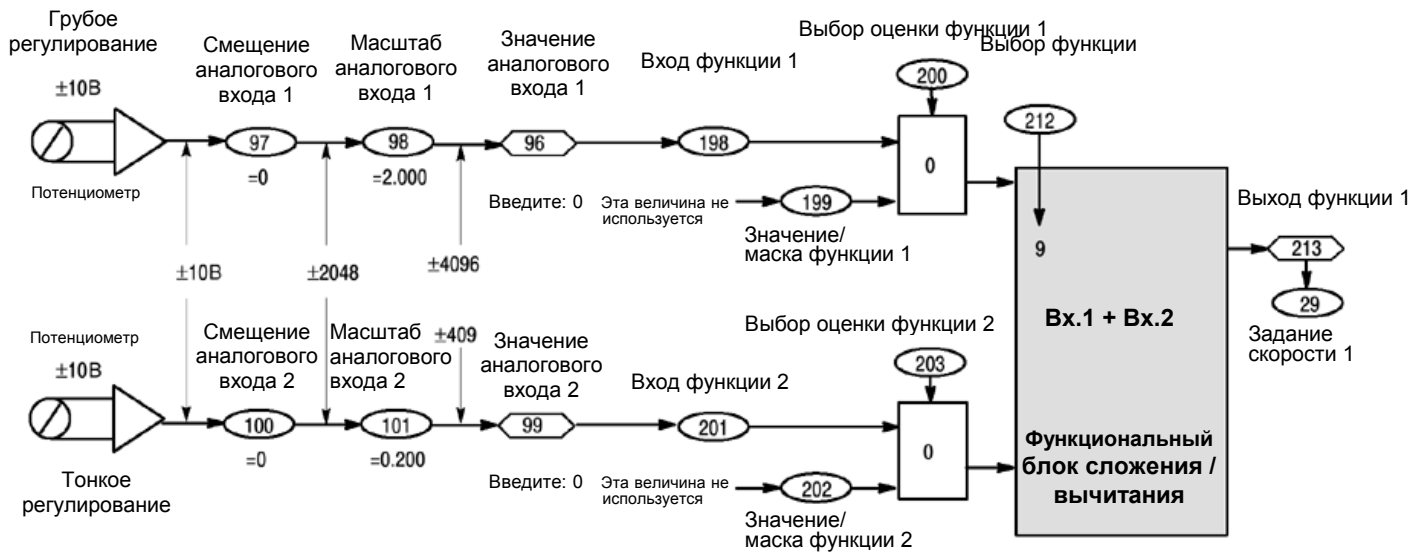 Грубое
регулирование
±10В
Потенциометр
Смещение
аналогового
входа 1
97
=0
Масштаб
аналогового
входа 1
98
=2.000
Значение
аналогового
входа 1
96
Вход функции 1
198
Выбор оценки функции 1
200
0
Выбор функции
212
9
Введите: 0
Эта величина не
используется
199
Значение/
маска функции 1
±10В
±2048
±4096
±409
Потенциометр
±10В
Тонкое
регулирование
Смещение
аналогового
входа 2
100
=0
Масштаб
аналогового
входа 2
101
=0.200
Значение
аналогового
входа 2
99
Вход функции 2
201
Выбор оценки функции 2
203
0
Введите: 0
Эта величина не
используется
202
Значение/
маска функции 2
Вх.1 + Вх.2
Функциональный
блок сложения /
вычитания
Выход функции 1
213
29
Задание
скорости 1